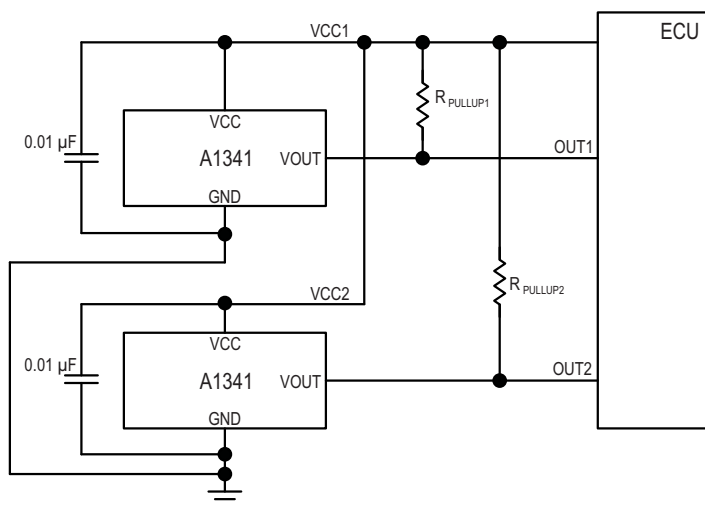 VCC1
ECU
0.01 µF
VCC
A1341
VOUT
GND
R PULLUP1
OUT1
VCC2
R PULLUP2
0.01 µF
VCC
A1341
VOUT
GND
OUT2